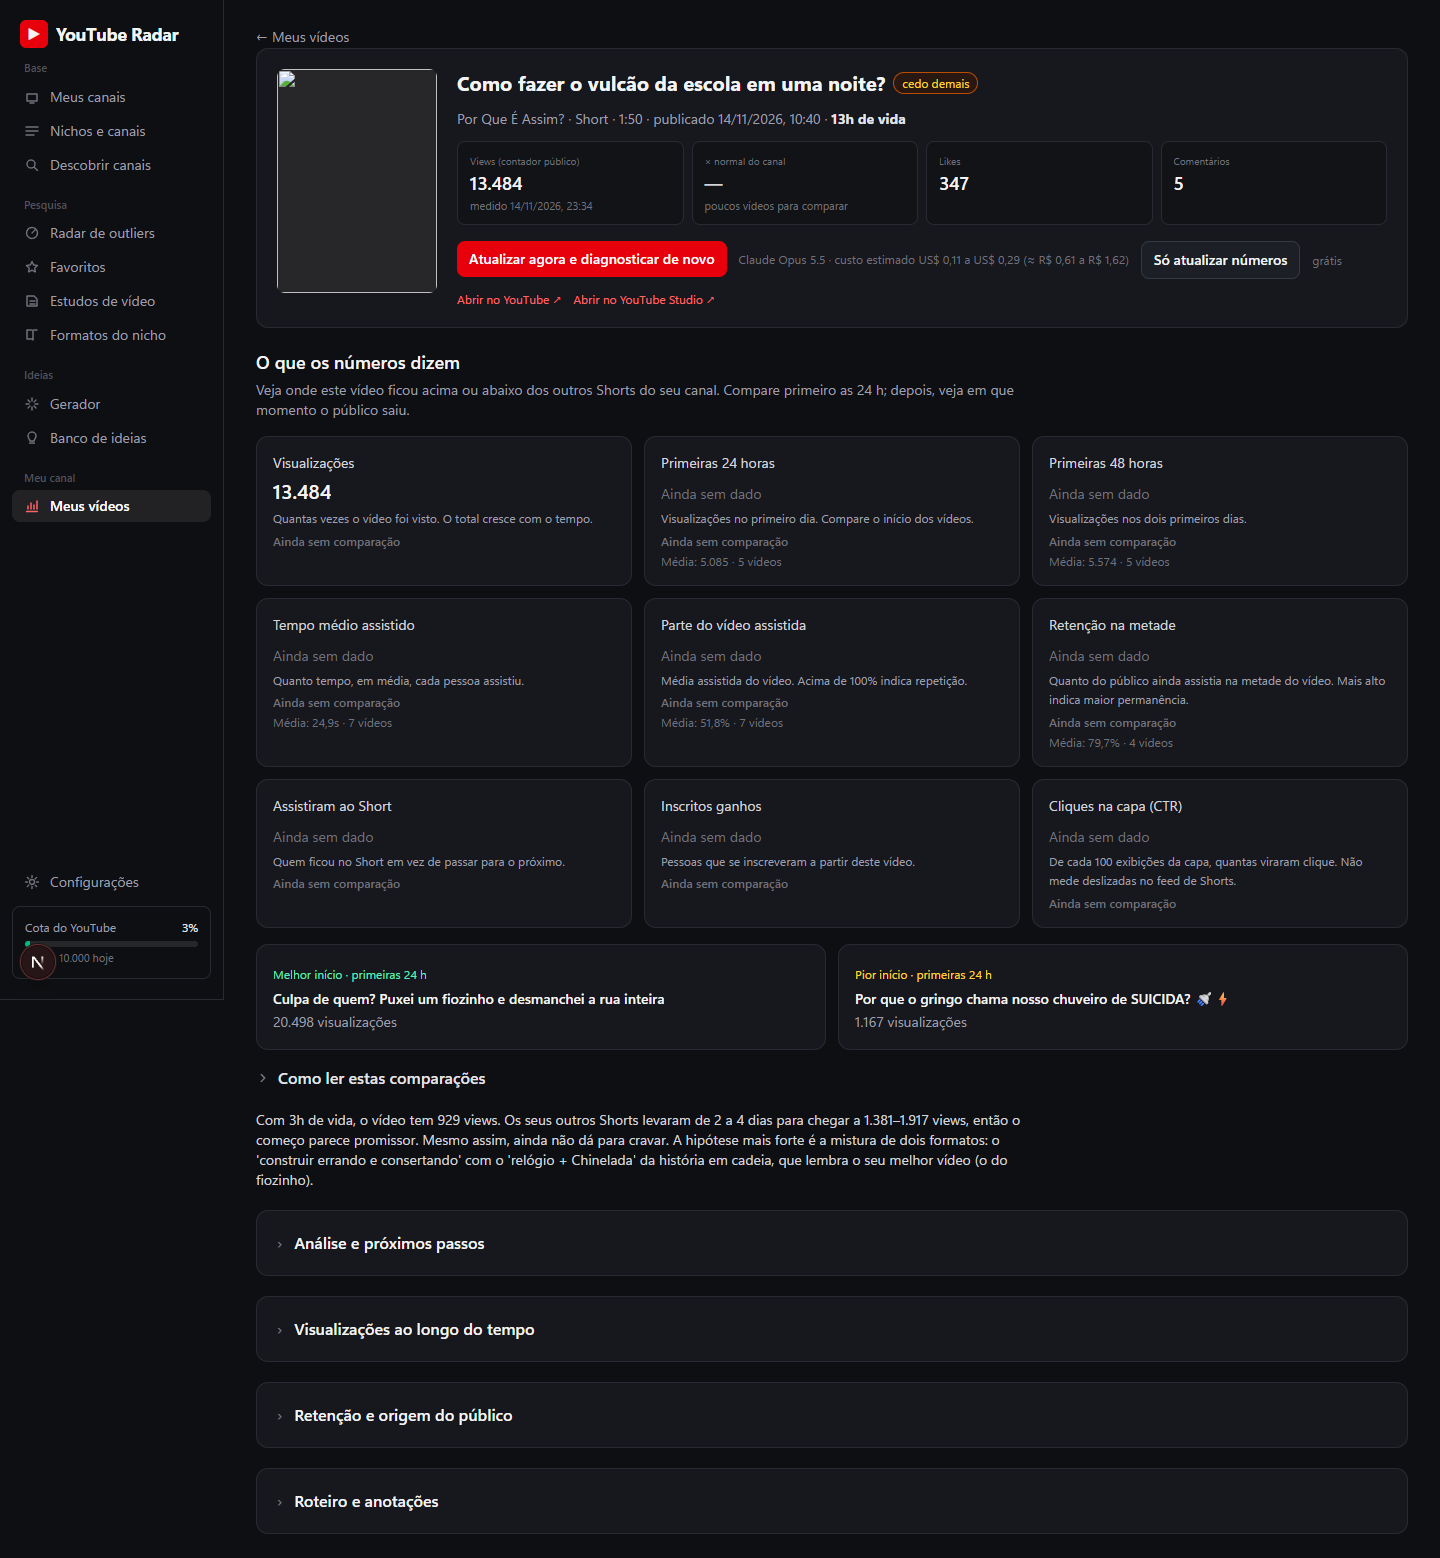 YouTube Radar
Base
Meus canais
Nichos e canais
Descobrir canais
Pesquisa
Radar de outliers
Favoritos
Estudos de vídeo
Formatos do nicho
Ideias
Gerador
Banco de ideias
Meu canal
Meus vídeos
Configurações
Cota do YouTube 3%
10.000 hoje
N
← Meus vídeos
Como fazer o vulcão da escola em uma noite? cedo demais
Por Que É Assim? · Short · 1:50 · publicado 14/11/2026, 10:40 · 13h de vida
Views (contador público)
13.484
medido 14/11/2026, 23:34
× normal do canal
—
poucos vídeos para comparar
Likes
347
Comentários
5
Atualizar agora e diagnosticar de novo
Claude Opus 5.5 · custo estimado US$ 0,11 a US$ 0,29 (≈ R$ 0,61 a R$ 1,62)
Só atualizar números
grátis
Abrir no YouTube ↗ Abrir no YouTube Studio ↗
O que os números dizem
Veja onde este vídeo ficou acima ou abaixo dos outros Shorts do seu canal. Compare primeiro as 24 h; depois, veja em que
momento o público saiu.
Visualizações
13.484
Quantas vezes o vídeo foi visto. O total cresce com o tempo.
Ainda sem comparação
Primeiras 24 horas
Ainda sem dado
Visualizações no primeiro dia. Compare o início dos vídeos.
Ainda sem comparação
Média: 5.085 · 5 vídeos
Primeiras 48 horas
Ainda sem dado
Visualizações nos dois primeiros dias.
Ainda sem comparação
Média: 5.574 · 5 vídeos
Tempo médio assistido
Ainda sem dado
Quanto tempo, em média, cada pessoa assistiu.
Ainda sem comparação
Média: 24,9s · 7 vídeos
Parte do vídeo assistida
Ainda sem dado
Média assistida do vídeo. Acima de 100% indica repetição.
Ainda sem comparação
Média: 51,8% · 7 vídeos
Retenção na metade
Ainda sem dado
Quanto do público ainda assistia na metade do vídeo. Mais alto
indica maior permanência.
Ainda sem comparação
Média: 79,7% · 4 vídeos
Assistiram ao Short
Ainda sem dado
Quem ficou no Short em vez de passar para o próximo.
Ainda sem comparação
Inscritos ganhos
Ainda sem dado
Pessoas que se inscreveram a partir deste vídeo.
Ainda sem comparação
Cliques na capa (CTR)
Ainda sem dado
De cada 100 exibições da capa, quantas viraram clique. Não
mede deslizadas no feed de Shorts.
Ainda sem comparação
Melhor início · primeiras 24 h
Culpa de quem? Puxei um fiozinho e desmanchei a rua inteira
20.498 visualizações
Pior início · primeiras 24 h
Por que o gringo chama nosso chuveiro de SUICIDA? 🚿⚡
1.167 visualizações
Como ler estas comparações
Com 3h de vida, o vídeo tem 929 views. Os seus outros Shorts levaram de 2 a 4 dias para chegar a 1.381–1.917 views, então o
começo parece promissor. Mesmo assim, ainda não dá para cravar. A hipótese mais forte é a mistura de dois formatos: o
'construir errando e consertando' com o 'relógio + Chinelada' da história em cadeia, que lembra o seu melhor vídeo (o do
fiozinho).
Análise e próximos passos
Visualizações ao longo do tempo
Retenção e origem do público
Roteiro e anotações